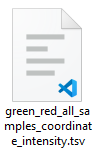 green_red_all_sa
mples_coordinat
e_intensity.tsv